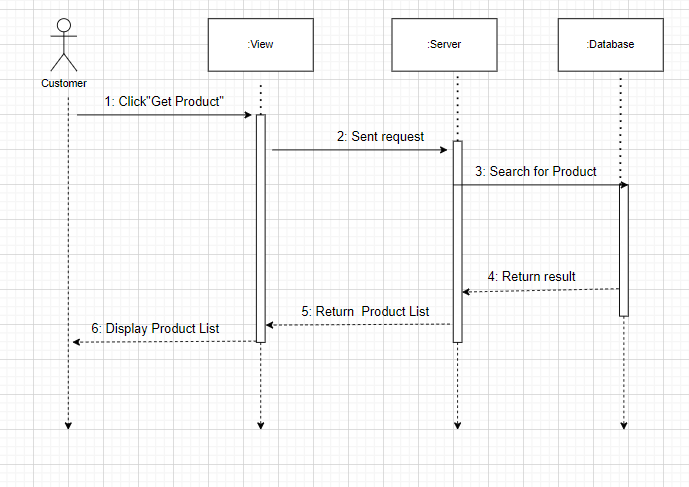 :View
:Server
:Database
Customer
1: Click"Get Product"
2: Sent request
3: Search for Product
4: Return result
5: Return  Product List
6: Display Product List